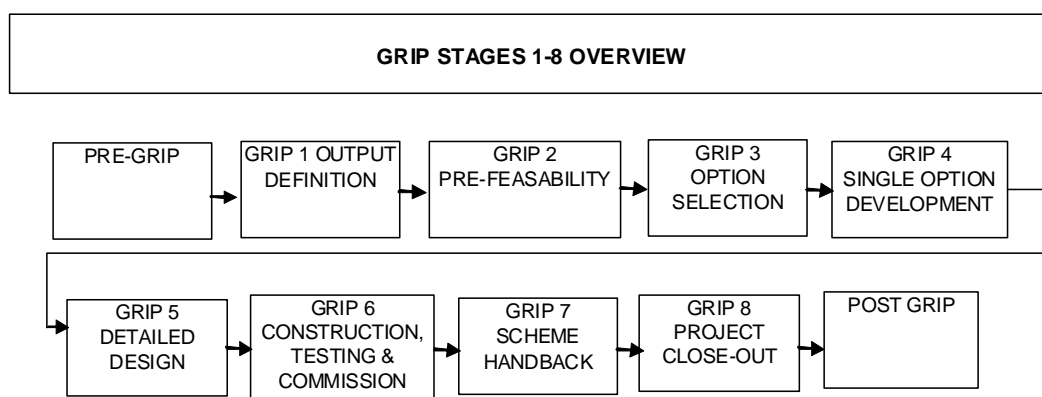 GRIP STAGES 1-8 OVERVIEW
PRE-GRIP
GRIP 1 OUTPUT
DEFINITION
GRIP 2
PRE-FEASABILITY
GRIP 3
OPTION
SELECTION
GRIP 4
SINGLE OPTION
DEVELOPMENT
GRIP 5
DETAILED
DESIGN
GRIP 6
CONSTRUCTION,
TESTING &
COMMISSION
GRIP 7
SCHEME
HANDBACK
GRIP 8
PROJECT
CLOSE-OUT
POST GRIP